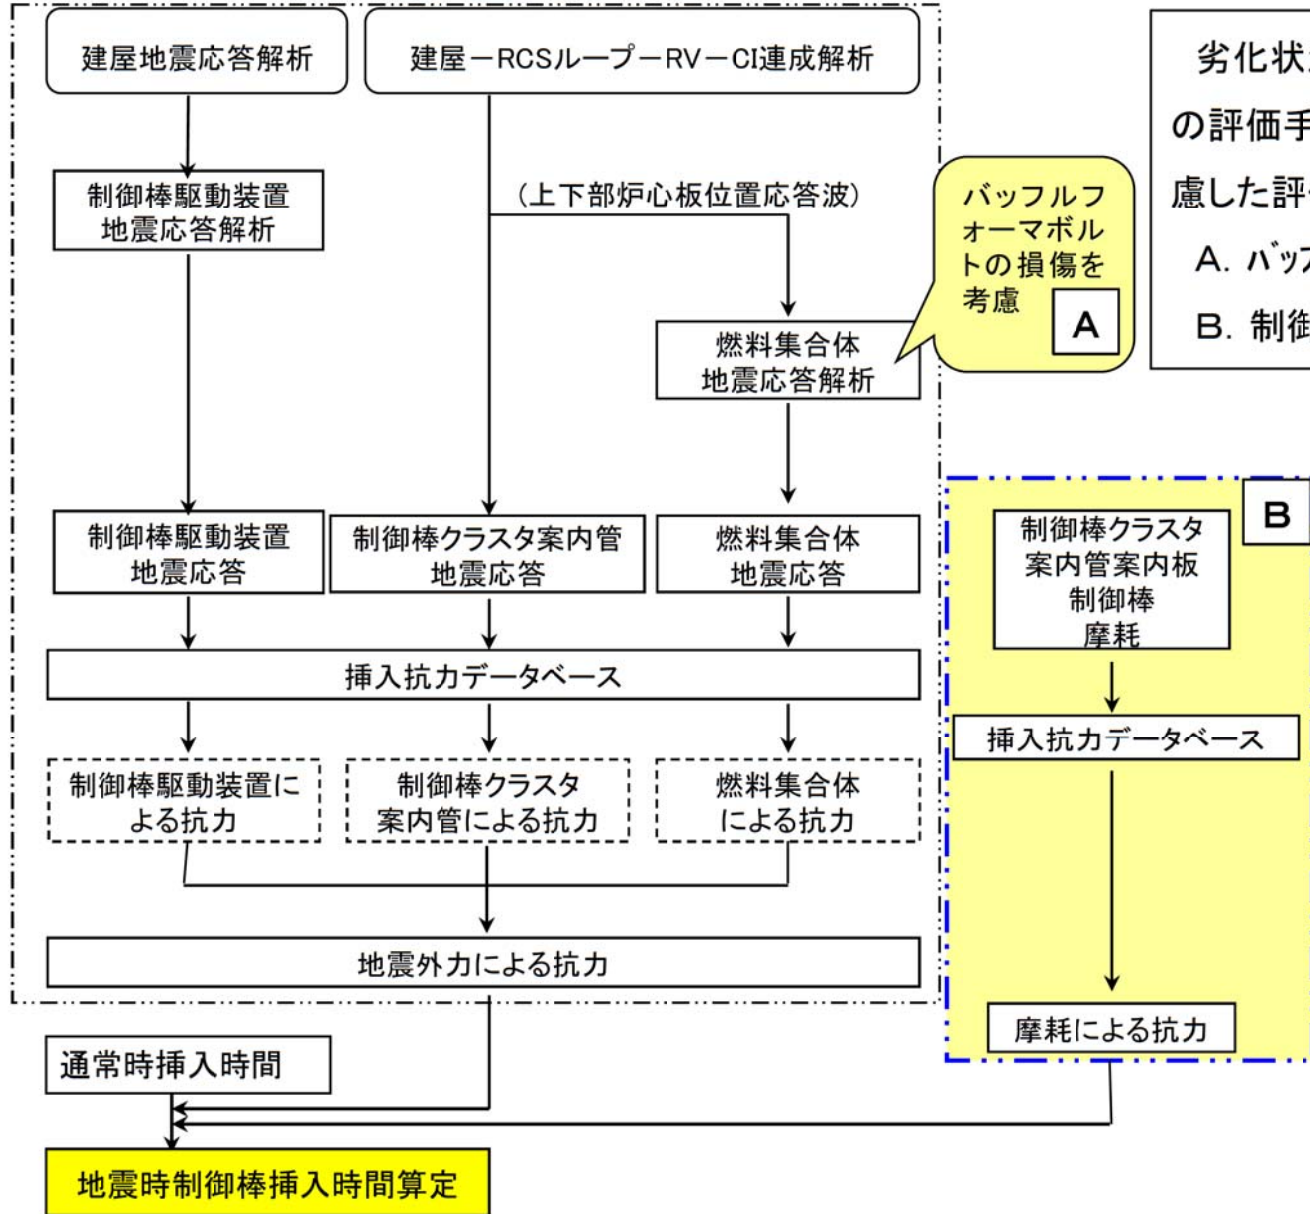 建屋地震応答解析
建屋－RCSループ－RV－CI連成解析
制御棒駆動装置
地震応答解析
(上下部炉心板位置応答波)
バッフルフ
ォーマボル
トの損傷を
考慮
A
燃料集合体
地震応答解析
劣化状
の評価手
慮した評
A. バッフ
B. 制御
制御棒駆動装置
地震応答
制御棒クラスタ案内管
地震応答
燃料集合体
地震応答
B
制御棒クラスタ
案内管案内板
制御棒
摩耗
挿入抗力データベース
挿入抗力データベース
制御棒駆動装置に
よる抗力
制御棒クラスタ
案内管による抗力
燃料集合体
による抗力
地震外力による抗力
摩耗による抗力
通常時挿入時間
地震時制御棒挿入時間算定